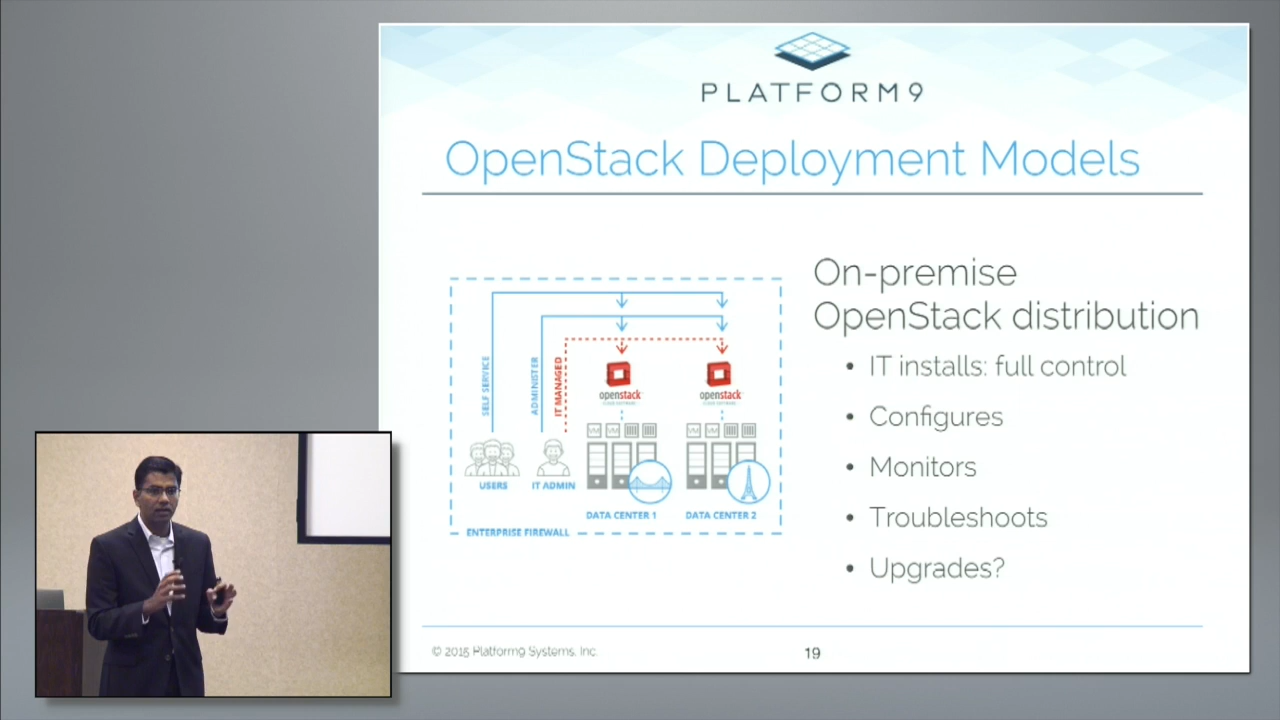 PLATFORM9
OpenStack Deployment Models
On-premise
OpenStack distribution
• IT installs: full control
• Configures
• Monitors
• Troubleshoots
• Upgrades?
SELF SERVICE
ADMINISTER
IT MANAGED
openstack
openstack
USERS
IT ADMIN
DATA CENTER 1
DATA CENTER 2
ENTERPRISE FIREWALL
© 2015 Platform9 Systems, Inc.
19